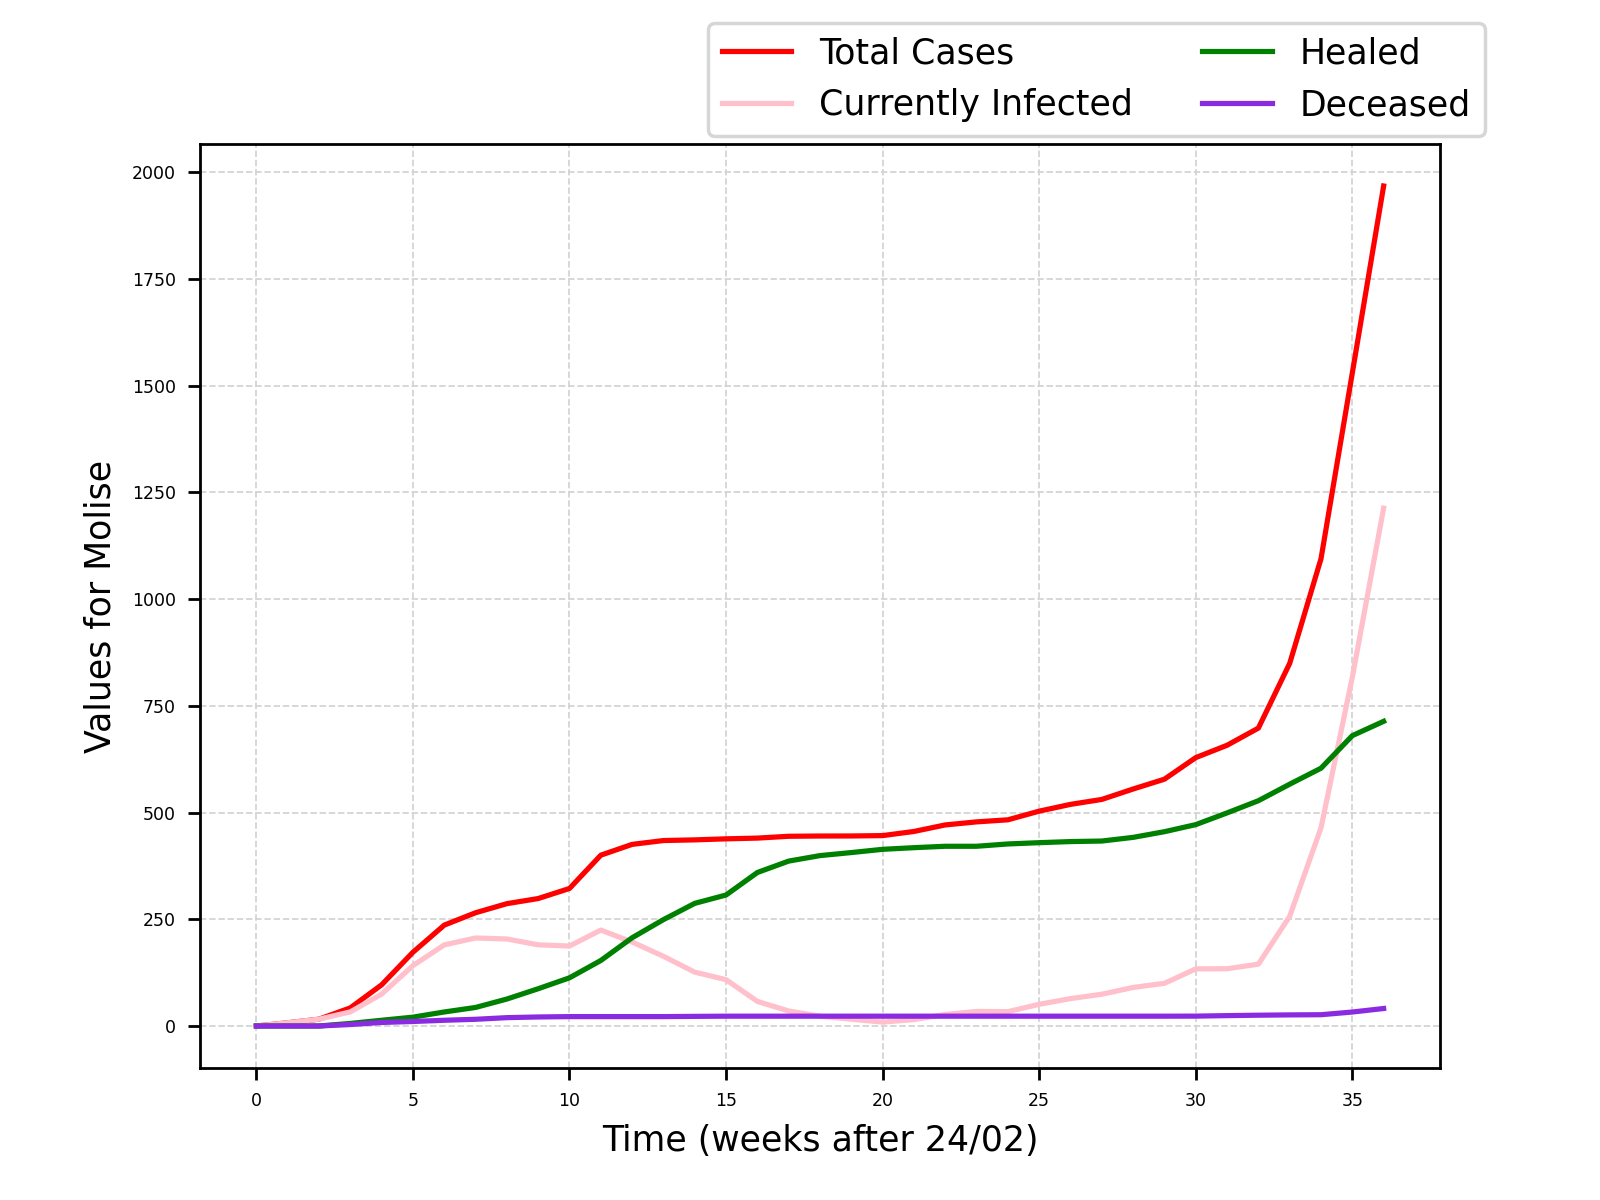 Total Cases
Currently Infected
Healed
Deceased
2000
1750
1500
1250
1000
750
500
250
0
Values for Molise
0 5 10 15 20 25 30 35
Time (weeks after 24/02)